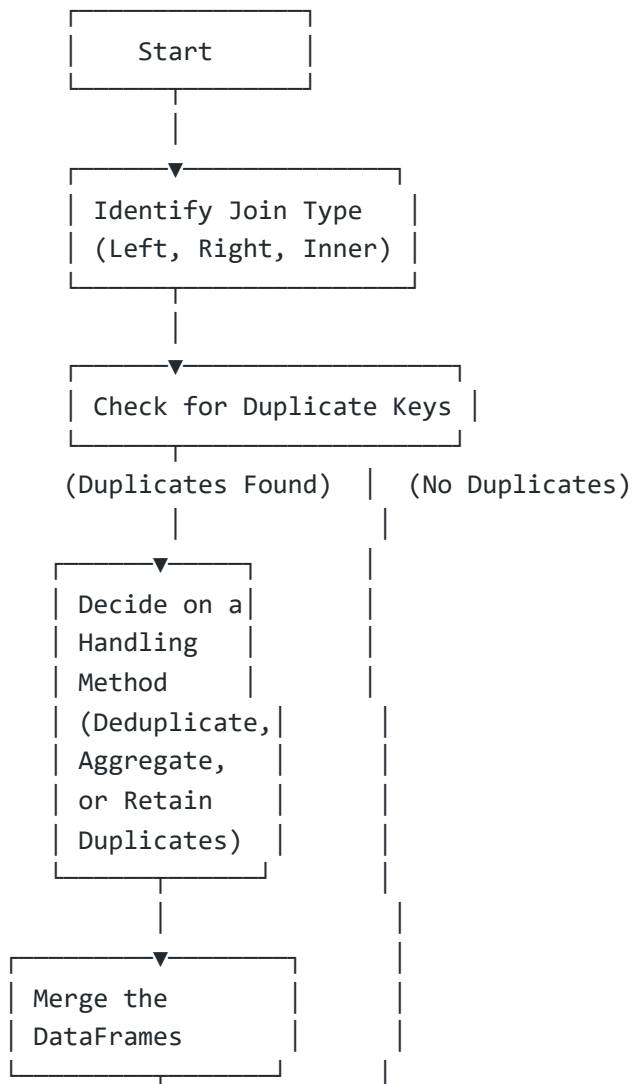 Start
Identify Join Type
(Left, Right, Inner)
Check for Duplicate Keys
(Duplicates Found) (No Duplicates)
Decide on a
Handling
Method
(Deduplicate,
Aggregate,
or Retain
Duplicates)
Merge the
DataFrames